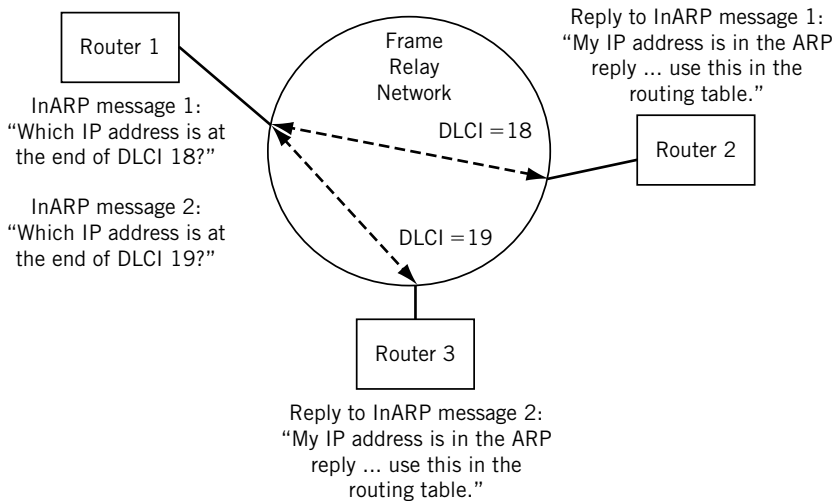 Router 1
InArP message 1:
“Which IP address is at
the end of DLCI 18?”
InARP message 2:
“Which IP address is at
the end of DLCI 19?”
Frame
Relay
Network
DLCI =18
DLCI =19
Reply to InARP message 1:
“My IP address is in the ARP
reply ... use this in the
routing table.”
Router 2
Router 3
Reply to InARP message 2:
“My IP address is in the ARP
reply ... use this in the
routing table.”